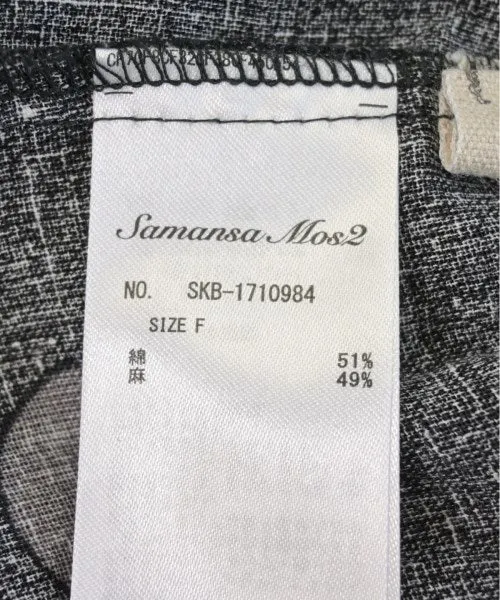 Samansa Mos2
NO. SKB-1710984
SIZE F
綿 51%
麻 49%